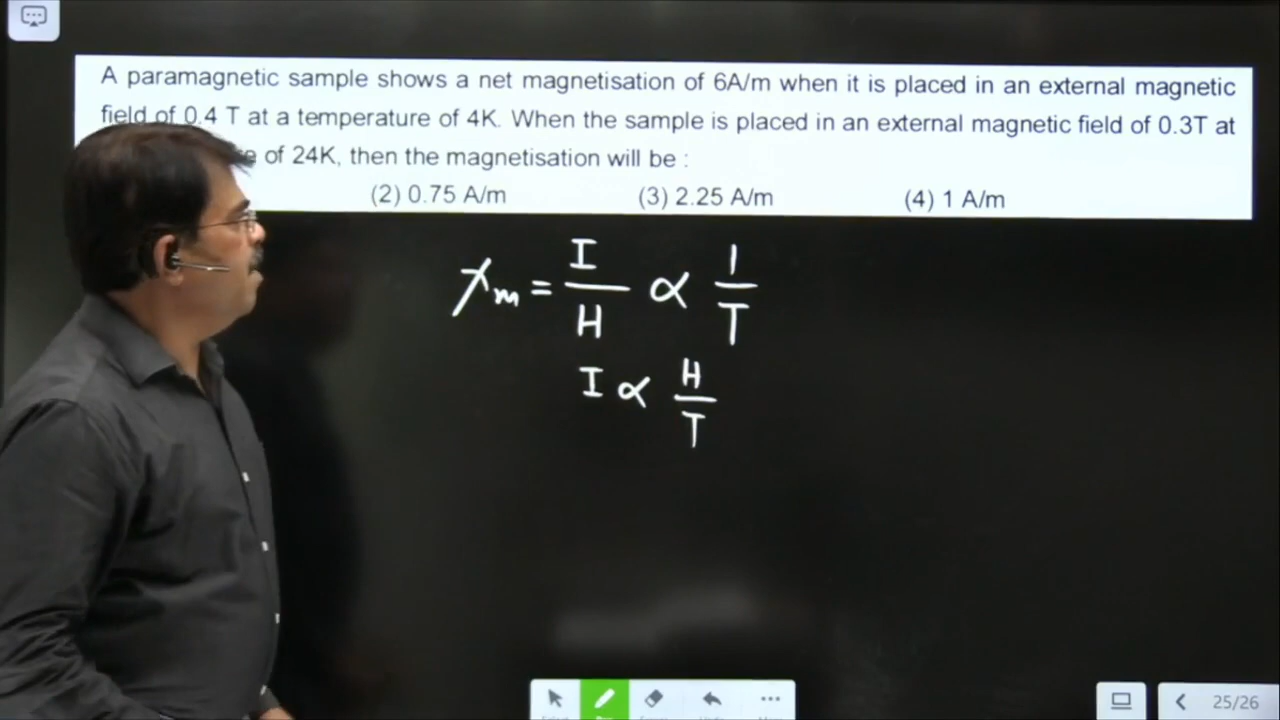 A paramagnetic sample shows a net magnetisation of 6A/m when it is placed in an external magnetic
field of 0.4 T at a temperature of 4K. When the sample is placed in an external magnetic field of 0.3T at
of 24K, then the magnetisation will be :
(2) 0.75 A/m (3) 2.25 A/m (4) 1 A/m
χm = I/H ∝ 1/T
I ∝ H/T
25/26